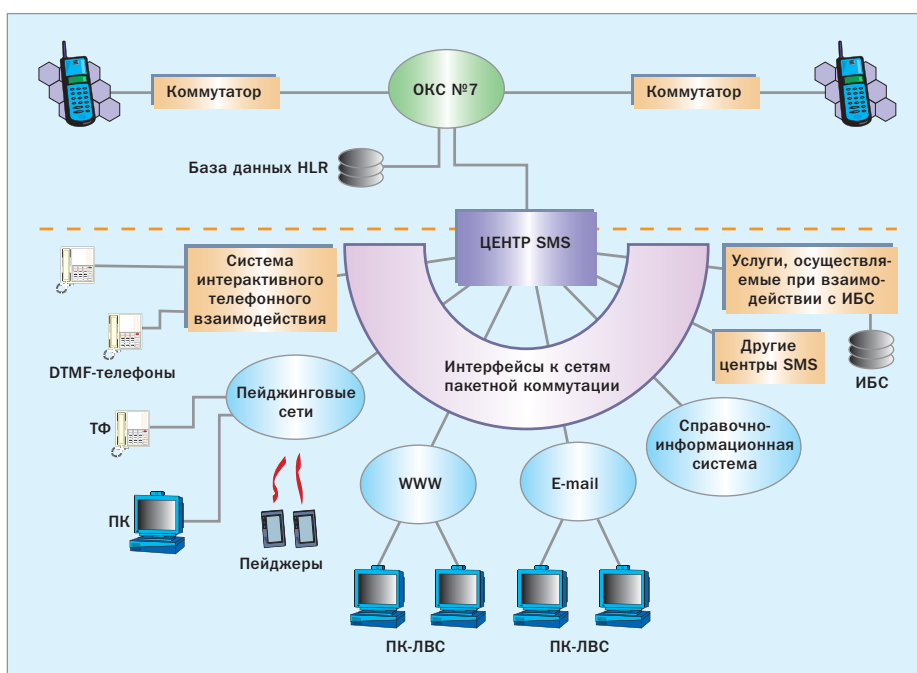 ОКС №7
Коммутатор
Коммутатор
База данных HLR
ЦЕНТР SMS
Система
интерактивного
телефонного
взаимодействия
Услуги, осуществля-
емые при взаимо-
действии с ИБС
DTMF-телефоны
Интерфейсы к сетям
пакетной коммутации
Другие
центры SMS
ИБС
Пейджинговые
сети
ТФ
Справочно-
информационная
система
WWW
E-mail
ПК
Пейджеры
ПК-ЛВС
ПК-ЛВС